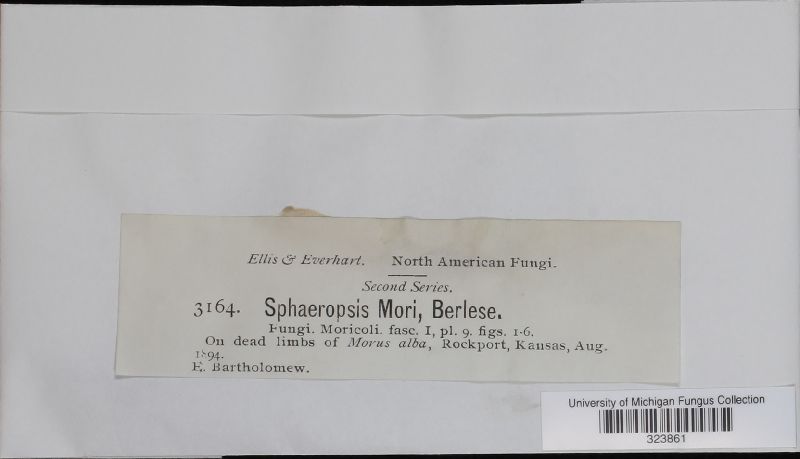 Ellis & Everhart. North American Fungi.
Second Series.
3164. Sphaeropsis Mori, Berlese.
Fungi. Moricoli. fasc. I, pl. 9. figs. 1-6.
On dead limbs of Morus alba, Rockport, Kansas, Aug.
1894.
E. Bartholomew.
University of Michigan Fungus Collection
323861